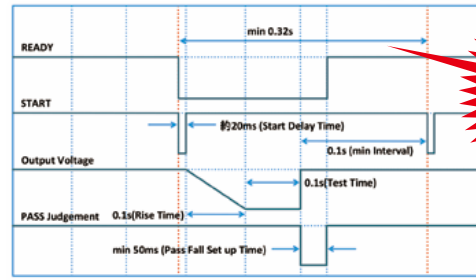 min 0.32s
READY
START
約20ms (Start Delay Time)
0.1s (min Interval)
Output Voltage
0.1s(Test Time)
PASS Judgement
0.1s(Rise Time)
min 50ms (Pass Fall Set up Time)